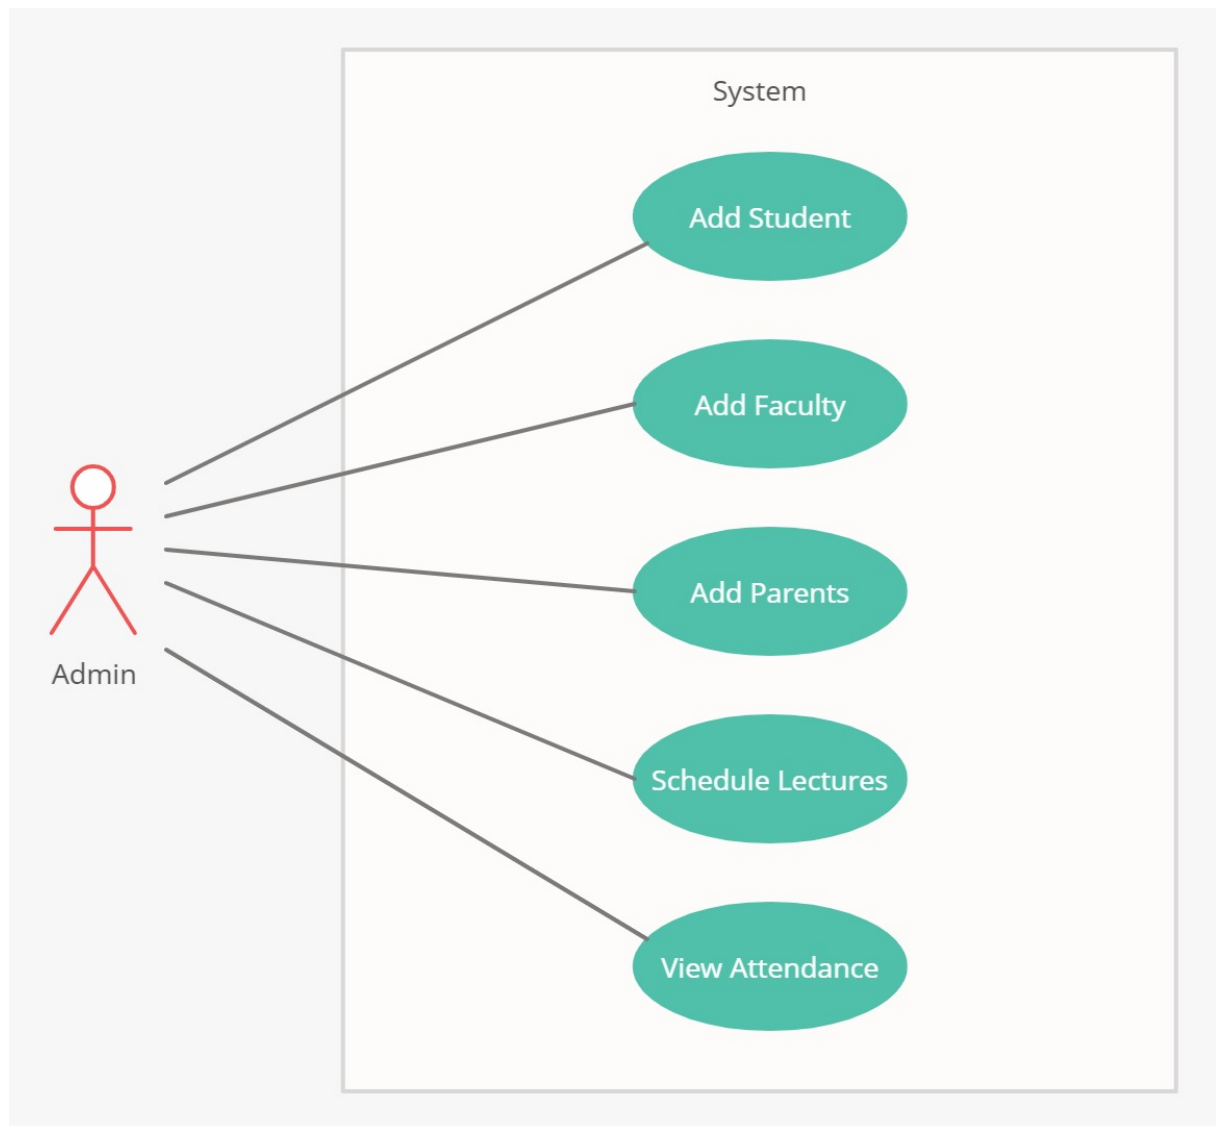 System
Add Student
Add Faculty
Add Parents
Admin
Schedule Lectures
View Attendance